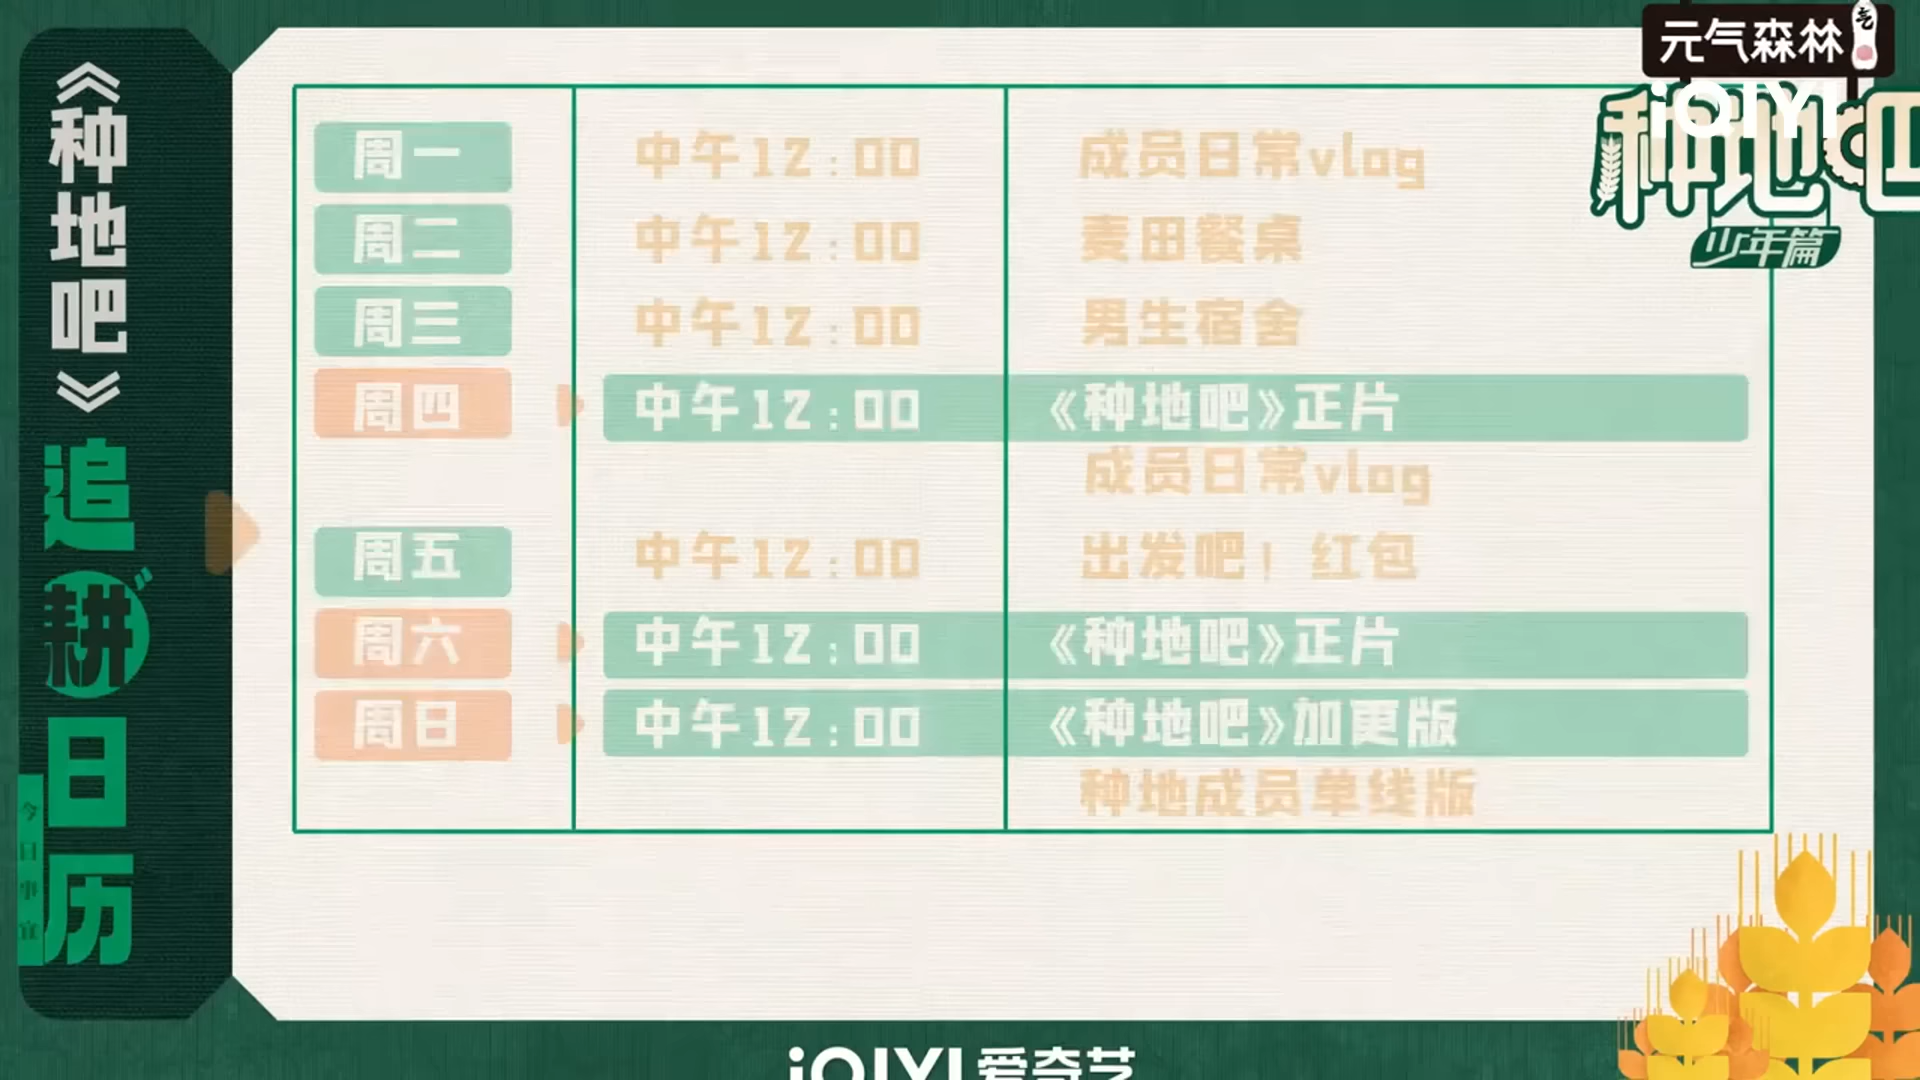 《种地吧》追耕日历
今日事宜
元气森林
iQIYI
种地吧
少年篇
周一 中午12:00 成员日常vlog
周二 中午12:00 麦田餐桌
周三 中午12:00 男生宿舍
周四 中午12:00 《种地吧》正片
成员日常vlog
周五 中午12:00 出发吧！红包
周六 中午12:00 《种地吧》正片
周日 中午12:00 《种地吧》加更版
种地成员单线版
iQIYI 爱奇艺